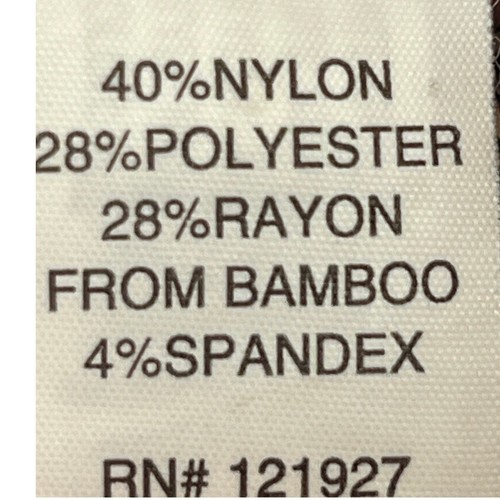 40%NYLON
28%POLYESTER
28%RAYON
FROM BAMBOO
4%SPANDEX
RN# 121927